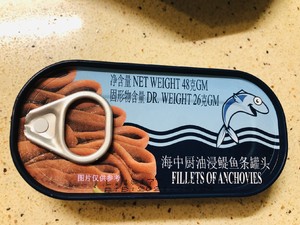 净含量 NET WEIGHT 48克GM
固形物含量 DR. WEIGHT 26克GM
海中厨油浸鳀鱼条罐头
FILLETS OF ANCHOVIES
图片仅供参考